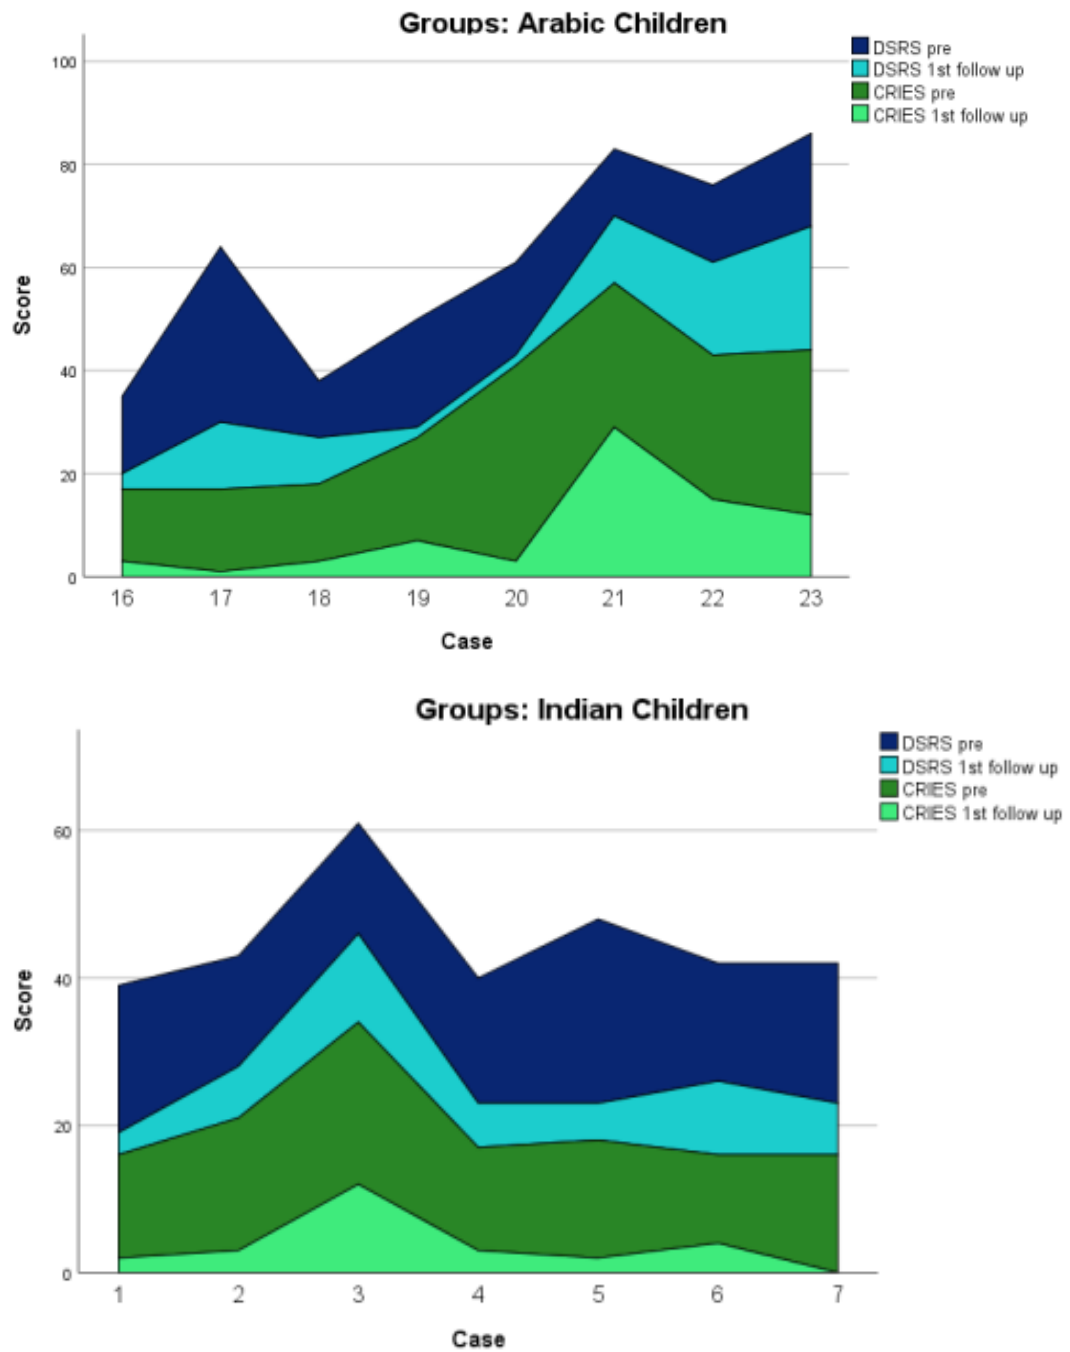 Groups: Arabic Children
DSRS pre
DSRS 1st follow up
CRIES pre
CRIES 1st follow up
100
80
60
40
20
0
Score
16 17 18 19 20 21 22 23
Case
Groups: Indian Children
DSRS pre
DSRS 1st follow up
CRIES pre
CRIES 1st follow up
60
40
20
0
Score
1 2 3 4 5 6 7
Case